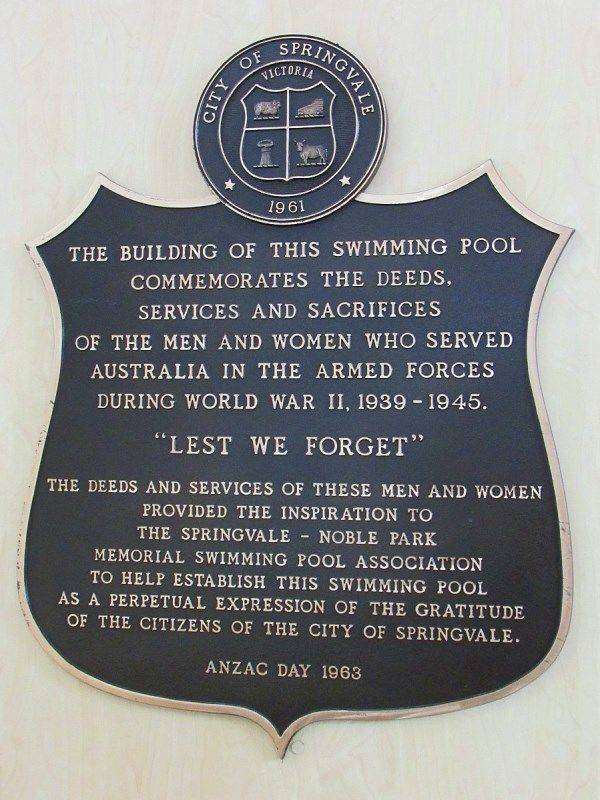 CITY OF SPRINGVALE
VICTORIA
1961
THE BUILDING OF THIS SWIMMING POOL
COMMEMORATES THE DEEDS,
SERVICES AND SACRIFICES
OF THE MEN AND WOMEN WHO SERVED
AUSTRALIA IN THE ARMED FORCES
DURING WORLD WAR II, 1939 - 1945.
"LEST WE FORGET"
THE DEEDS AND SERVICES OF THESE MEN AND WOMEN
PROVIDED THE INSPIRATION TO
THE SPRINGVALE - NOBLE PARK
MEMORIAL SWIMMING POOL ASSOCIATION
TO HELP ESTABLISH THIS SWIMMING POOL
AS A PERPETUAL EXPRESSION OF THE GRATITUDE
OF THE CITIZENS OF THE CITY OF SPRINGVALE.
ANZAC DAY 1963